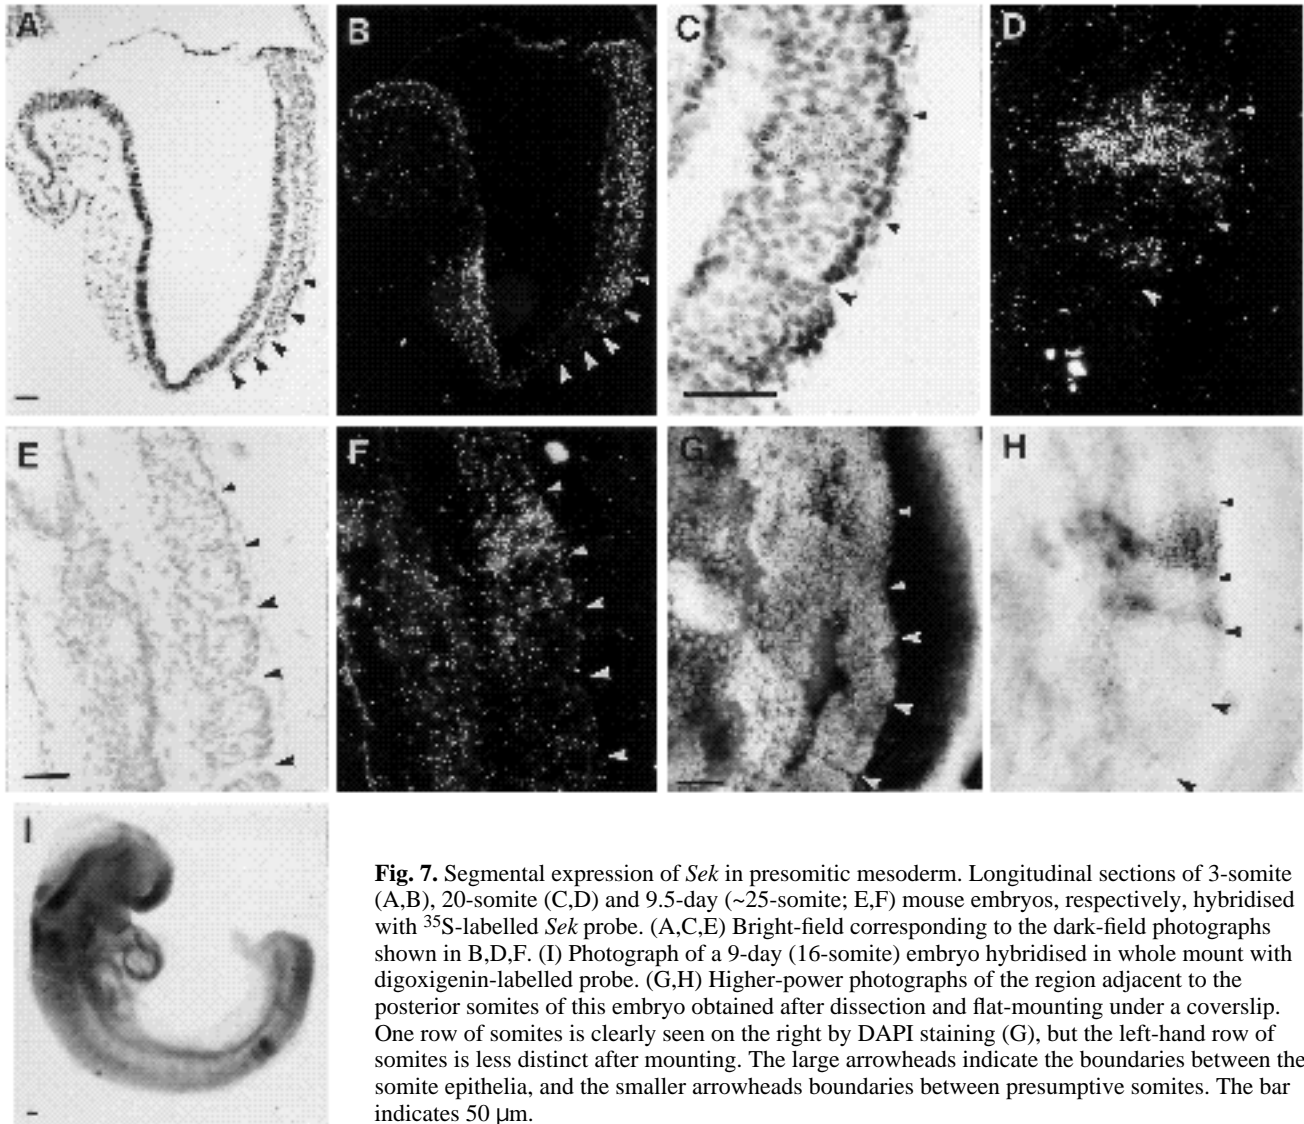 A
B
C
D
E
F
G
H
I
Fig. 7. Segmental expression of Sek in presomitic mesoderm. Longitudinal sections of 3-somite
(A,B), 20-somite (C,D) and 9.5-day (~25-somite; E,F) mouse embryos, respectively, hybridised
with ³⁵S-labelled Sek probe. (A,C,E) Bright-field corresponding to the dark-field photographs
shown in B,D,F. (I) Photograph of a 9-day (16-somite) embryo hybridised in whole mount with
digoxigenin-labelled probe. (G,H) Higher-power photographs of the region adjacent to the
posterior somites of this embryo obtained after dissection and flat-mounting under a coverslip.
One row of somites is clearly seen on the right by DAPI staining (G), but the left-hand row of
somites is less distinct after mounting. The large arrowheads indicate the boundaries between the
somite epithelia, and the smaller arrowheads boundaries between presumptive somites. The bar
indicates 50 μm.